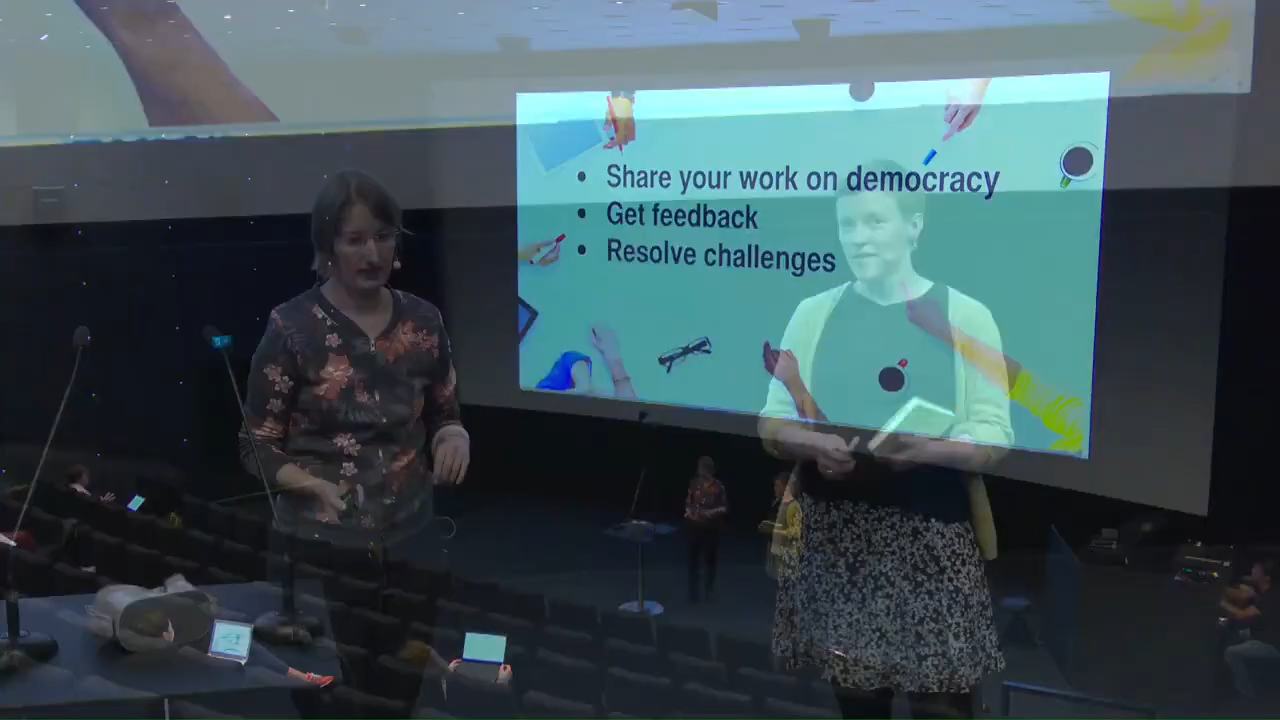 • Share your work on democracy
• Get feedback
• Resolve challenges